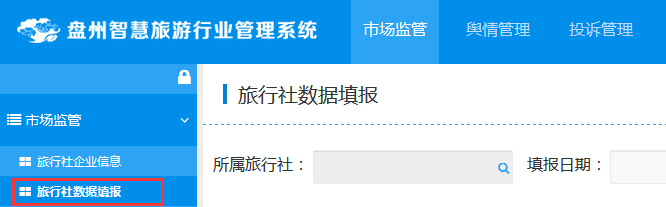 盘州智慧旅游行业管理系统 市场监管 舆情管理 投诉管理
旅行社数据填报
市场监管
旅行社企业信息
所属旅行社： 填报日期：
旅行社数据填报